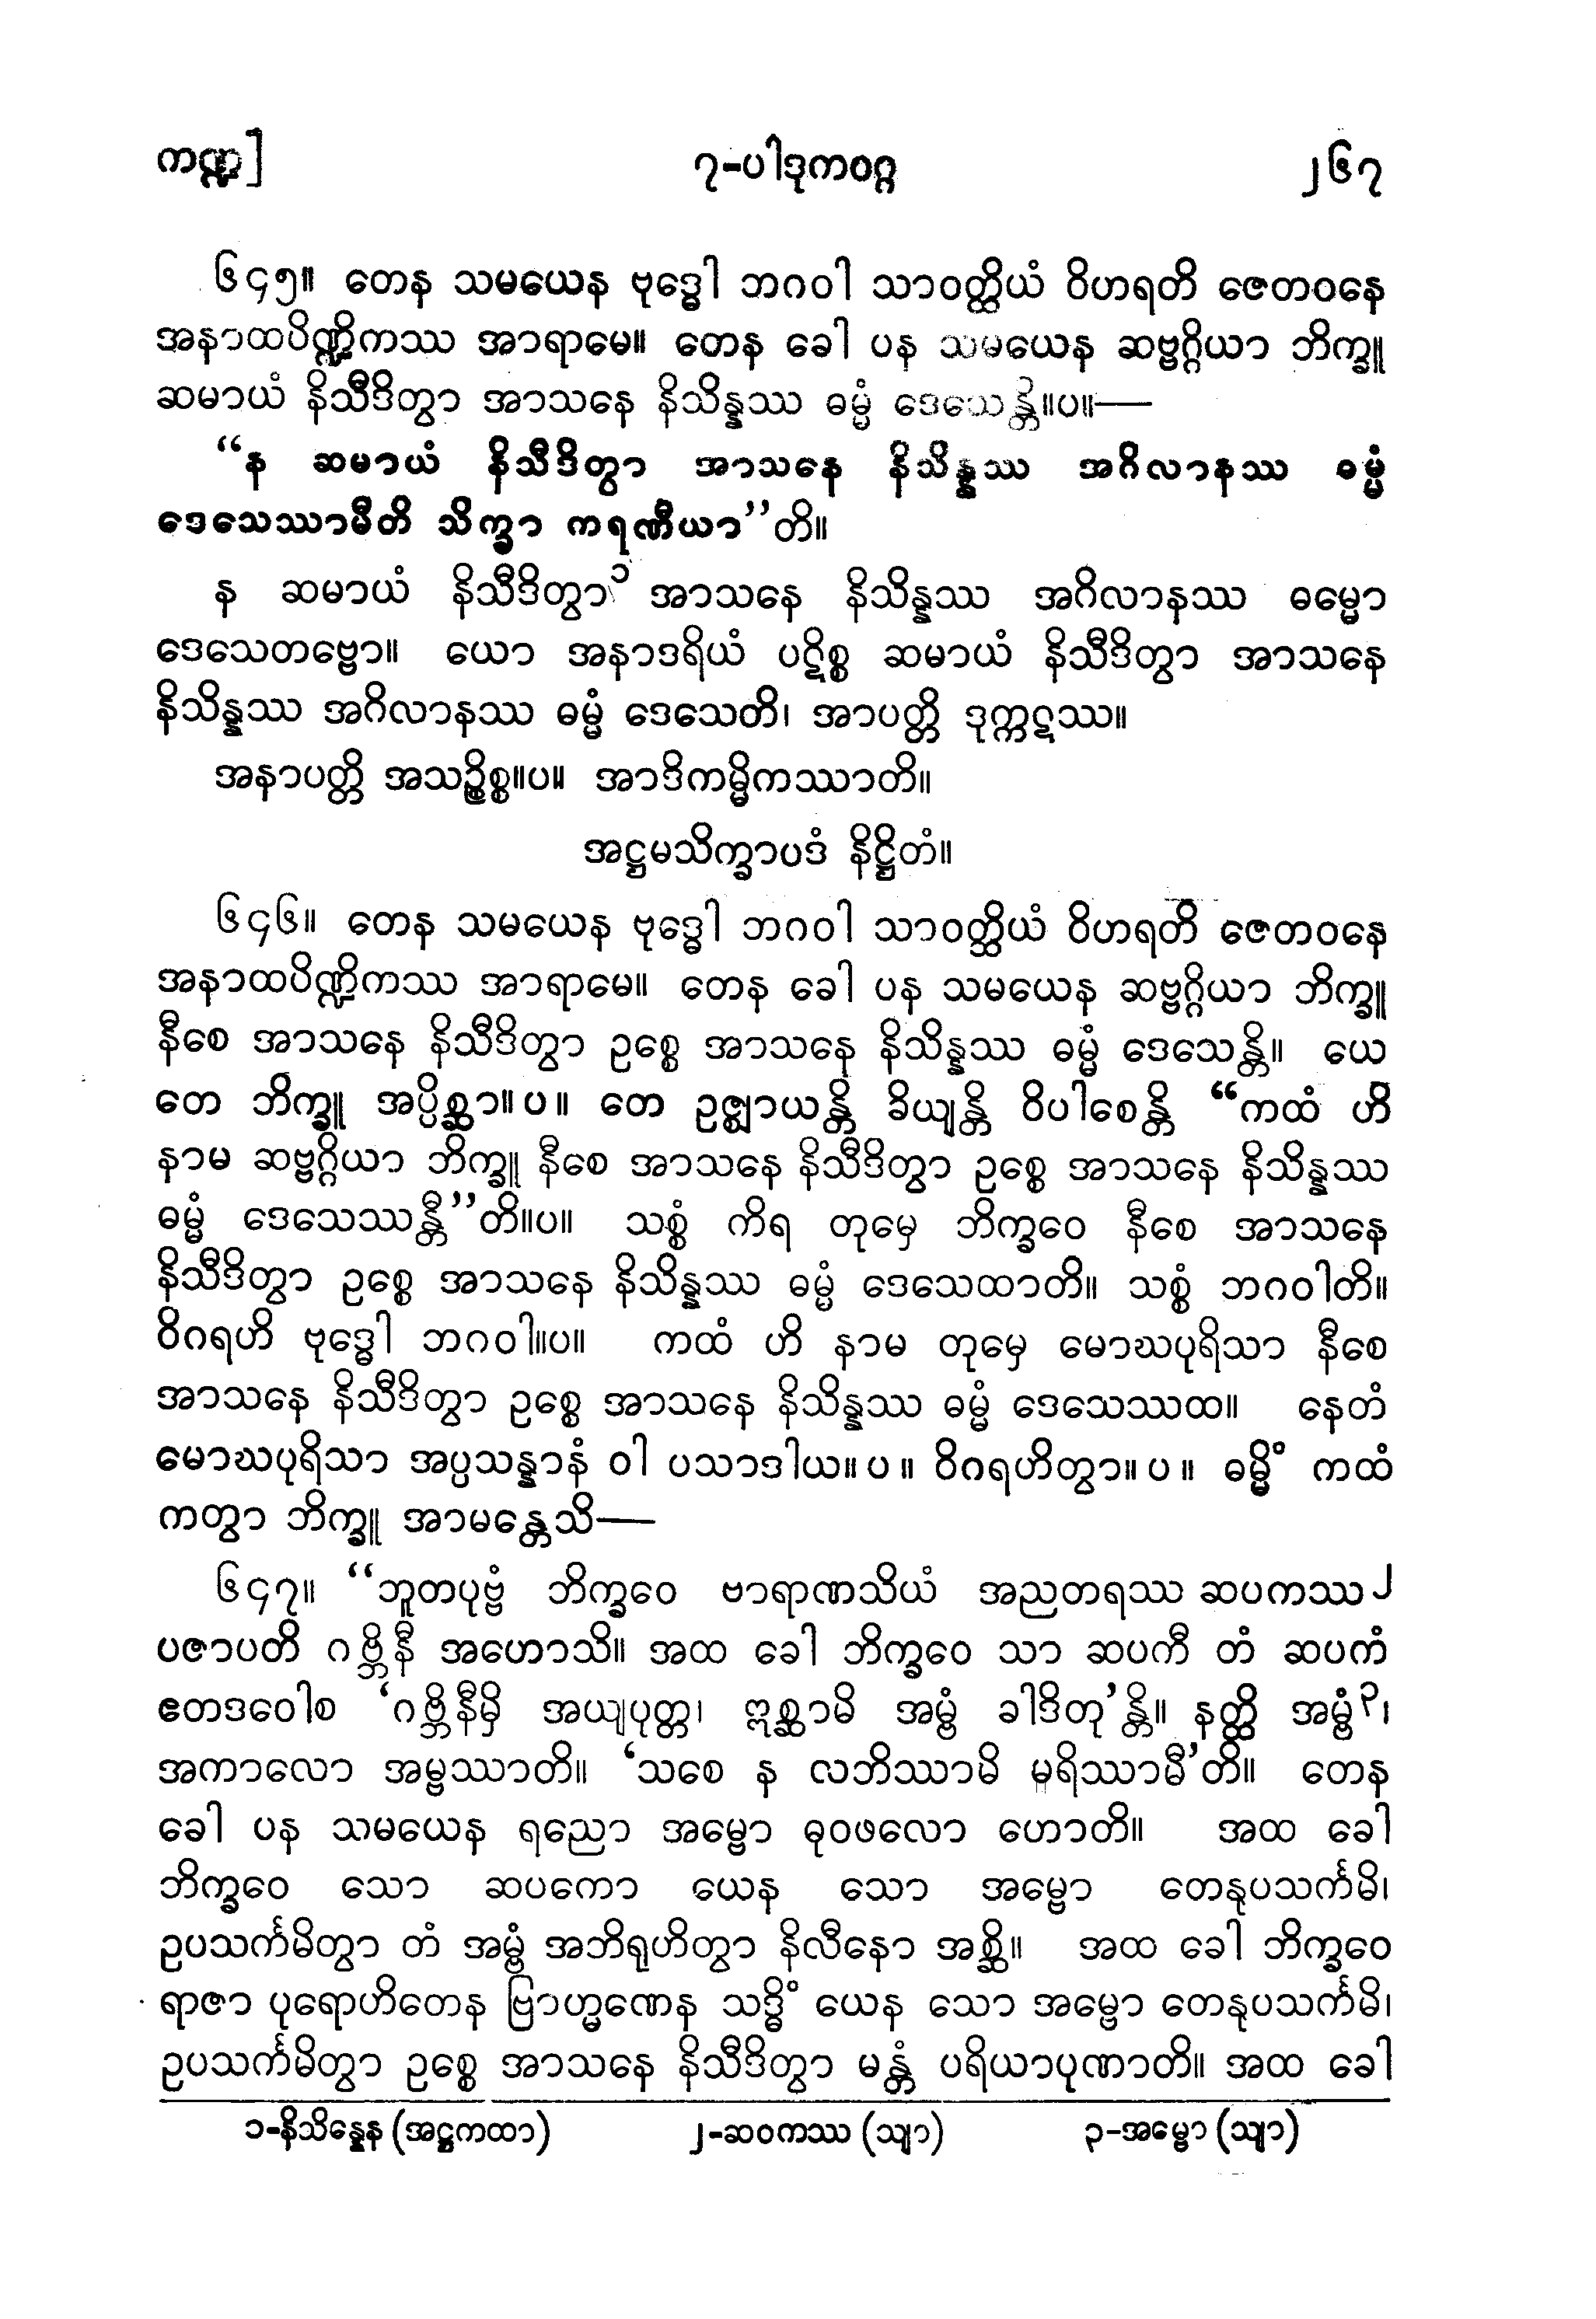 ကဏ္ဍ] ၇-ပါဒုကဝဂ္ဂ ၂၆၇
၆၄၅။ တေန သမယေန ဗုဒ္ဓေါ ဘဂဝါ သာဝတ္ထိယံ ဝိဟရတိ ဇေတဝနေ
အနာထပိဏ္ဍိကဿ အာရာမေ။ တေန ခေါ ပန သမယေန ဆဗ္ဗဂ္ဂိယာ ဘိက္ခူ
ဆမာယံ နိသီဒိတွာ အာသနေ နိသိန္နဿ ဓမ္မံ ဒေသေန္တိ။ပ။—
“န ဆမာယံ နိသီဒိတွာ အာသနေ နိသိန္နဿ အဂိလာနဿ ဓမ္မံ
ဒေသေဿာမီတိ သိက္ခာ ကရဏီယာ”တိ။
န ဆမာယံ နိသီဒိတွာ၁ အာသနေ နိသိန္နဿ အဂိလာနဿ ဓမ္မော
ဒေသေတဗ္ဗော။ ယော အနာဒရိယံ ပဋိစ္စ ဆမာယံ နိသီဒိတွာ အာသနေ
နိသိန္နဿ အဂိလာနဿ ဓမ္မံ ဒေသေတိ၊ အာပတ္တိ ဒုက္ကဋဿ။
အနာပတ္တိ အသဉ္စိစ္စ။ပ။ အာဒိကမ္မိကဿာတိ။
အဋ္ဌမသိက္ခာပဒံ နိဋ္ဌိတံ။
၆၄၆။ တေန သမယေန ဗုဒ္ဓေါ ဘဂဝါ သာဝတ္ထိယံ ဝိဟရတိ ဇေတဝနေ
အနာထပိဏ္ဍိကဿ အာရာမေ။ တေန ခေါ ပန သမယေန ဆဗ္ဗဂ္ဂိယာ ဘိက္ခူ
နီစေ အာသနေ နိသီဒိတွာ ဥစ္စေ အာသနေ နိသိန္နဿ ဓမ္မံ ဒေသေန္တိ။ ယေ
တေ ဘိက္ခူ အပ္ပိစ္ဆာ။ပ။ တေ ဥဇ္ဈာယန္တိ ခိယျန္တိ ဝိပါစေန္တိ “ကထံ ဟိ
နာမ ဆဗ္ဗဂ္ဂိယာ ဘိက္ခူ နီစေ အာသနေ နိသီဒိတွာ ဥစ္စေ အာသနေ နိသိန္နဿ
ဓမ္မံ ဒေသေဿန္တီ”တိ။ပ။ သစ္စံ ကိရ တုမှေ ဘိက္ခဝေ နီစေ အာသနေ
နိသီဒိတွာ ဥစ္စေ အာသနေ နိသိန္နဿ ဓမ္မံ ဒေသေထာတိ။ သစ္စံ ဘဂဝါတိ။
ဝိဂရဟိ ဗုဒ္ဓေါ ဘဂဝါ။ပ။ ကထံ ဟိ နာမ တုမှေ မောဃပုရိသာ နီစေ
အာသနေ နိသီဒိတွာ ဥစ္စေ အာသနေ နိသိန္နဿ ဓမ္မံ ဒေသေဿထ။ နေတံ
မောဃပုရိသာ အပ္ပသန္နာနံ ဝါ ပသာဒါယ။ပ။ ဝိဂရဟိတွာ။ပ။ ဓမ္မိံ ကထံ
ကတွာ ဘိက္ခူ အာမန္တေသိ—
၆၄၇။ “ဘူတပုဗ္ဗံ ဘိက္ခဝေ ဗာရာဏသိယံ အညတရဿ ဆပကဿ၂
ပဇာပတိ ဂဗ္ဘိနီ အဟောသိ။ အထ ခေါ ဘိက္ခဝေ သာ ဆပကီ တံ ဆပကံ
ဧတဒဝေါစ ‘ဂဗ္ဘိနီမှိ အယျပုတ္တ၊ ဣစ္ဆာမိ အမ္ဗံ ခါဒိတု’န္တိ။ နတ္ထိ အမ္ဗံ၃၊
အကာလော အမ္ဗဿာတိ။ ‘သစေ န လဘိဿာမိ မရိဿာမီ’တိ။ တေန
ခေါ ပန သမယေန ရညော အမ္ဗော ဓုဝဖလော ဟောတိ။ အထ ခေါ
ဘိက္ခဝေ သော ဆပကော ယေန သော အမ္ဗော တေနုပသင်္ကမိ၊
ဥပသင်္ကမိတွာ တံ အမ္ဗံ အဘိရုဟိတွာ နိလီနော အစ္ဆိ။ အထ ခေါ ဘိက္ခဝေ
ရာဇာ ပုရောဟိတေန ဗြာဟ္မဏေန သဒ္ဓိံ ယေန သော အမ္ဗော တေနုပသင်္ကမိ၊
ဥပသင်္ကမိတွာ ဥစ္စေ အာသနေ နိသီဒိတွာ မန္တံ ပရိယာပုဏာတိ။ အထ ခေါ
၁-နိသိန္နေန (အဋ္ဌကထာ) ၂-ဆဝကဿ (သျာ) ၃-အမ္ဗော (သျာ)